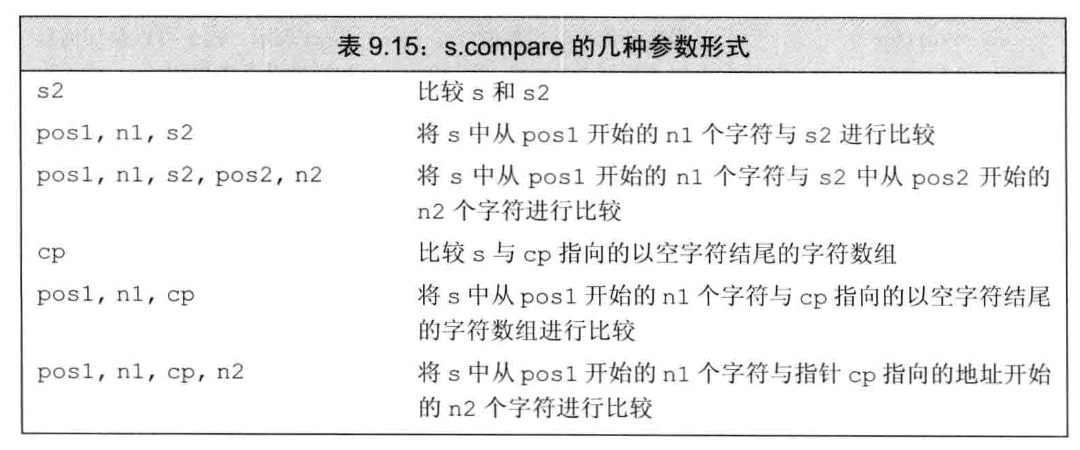 表 9.15：s.compare 的几种参数形式
s2 比较 s 和 s2
pos1, n1, s2 将 s 中从 pos1 开始的 n1 个字符与 s2 进行比较
pos1, n1, s2, pos2, n2 将 s 中从 pos1 开始的 n1 个字符与 s2 中从 pos2 开始的
n2 个字符进行比较
cp 比较 s 与 cp 指向的以空字符结尾的字符数组
pos1, n1, cp 将 s 中从 pos1 开始的 n1 个字符与 cp 指向的以空字符结尾
的字符数组进行比较
pos1, n1, cp, n2 将 s 中从 pos1 开始的 n1 个字符与指针 cp 指向的地址开始
的 n2 个字符进行比较